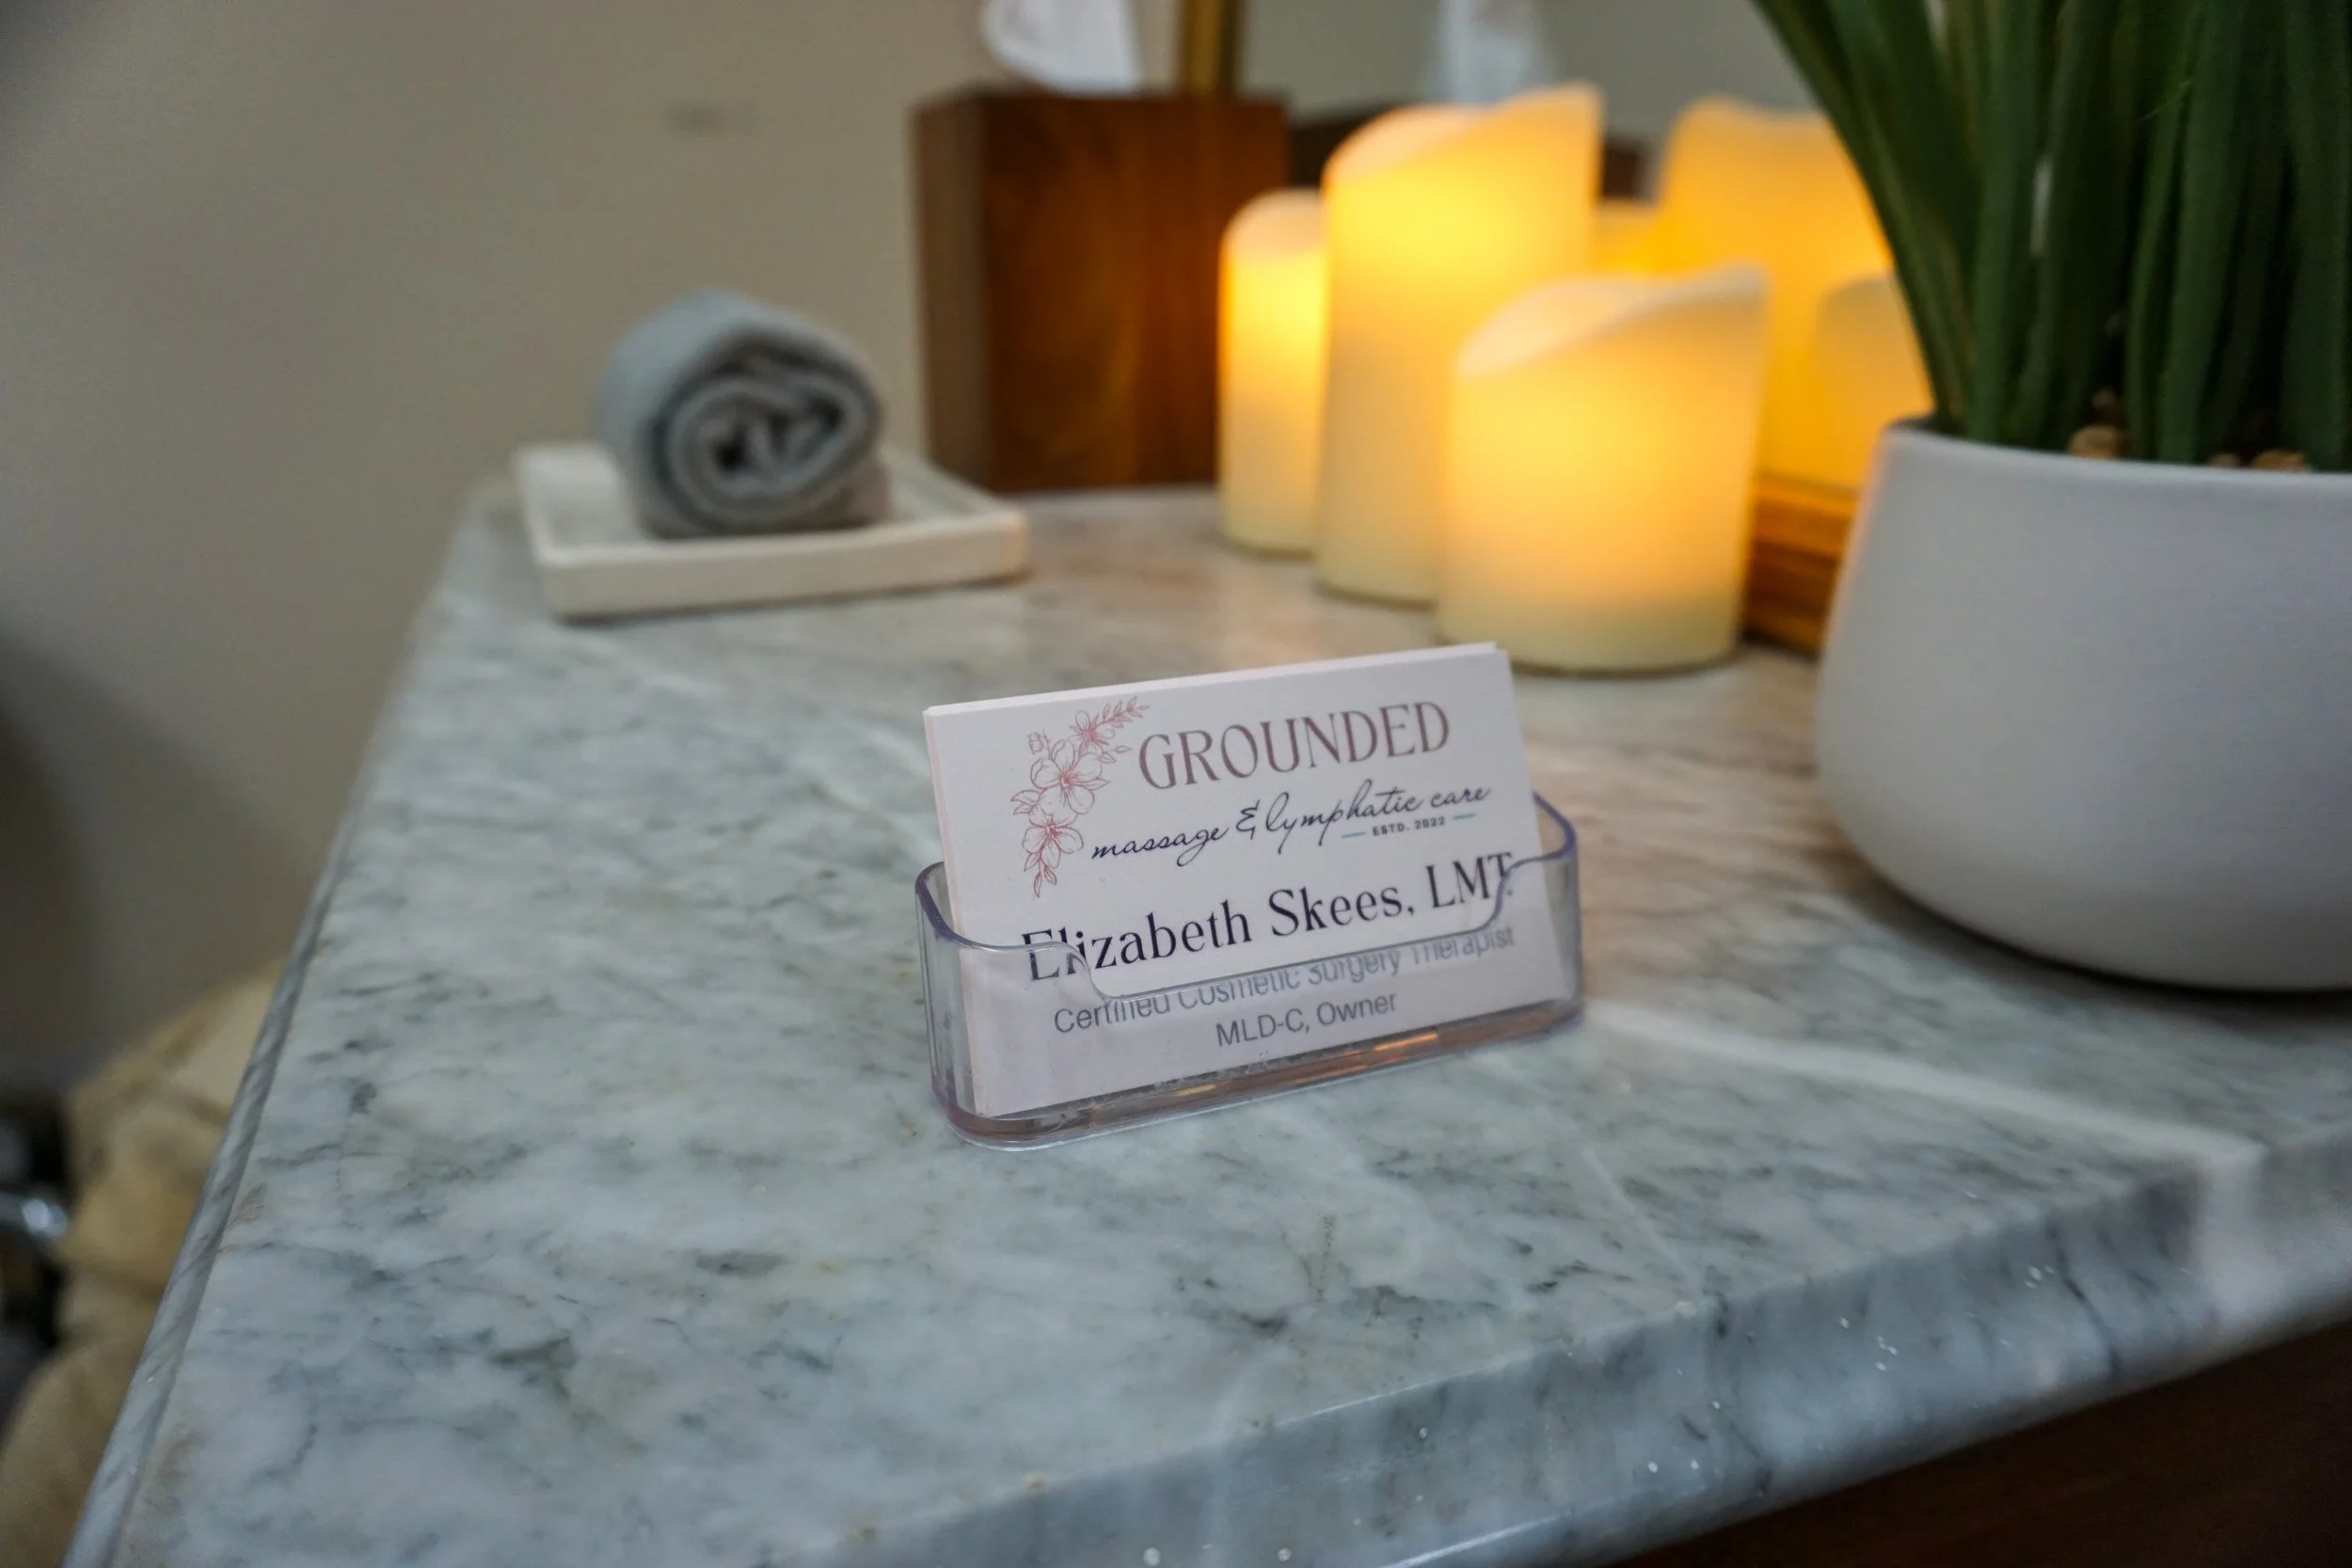 GROUNDED
massage & lymphatic care
ESTD. 2022
Elizabeth Skees, LMT
Certified Cosmetic Surgery Therapist
MLD-C, Owner